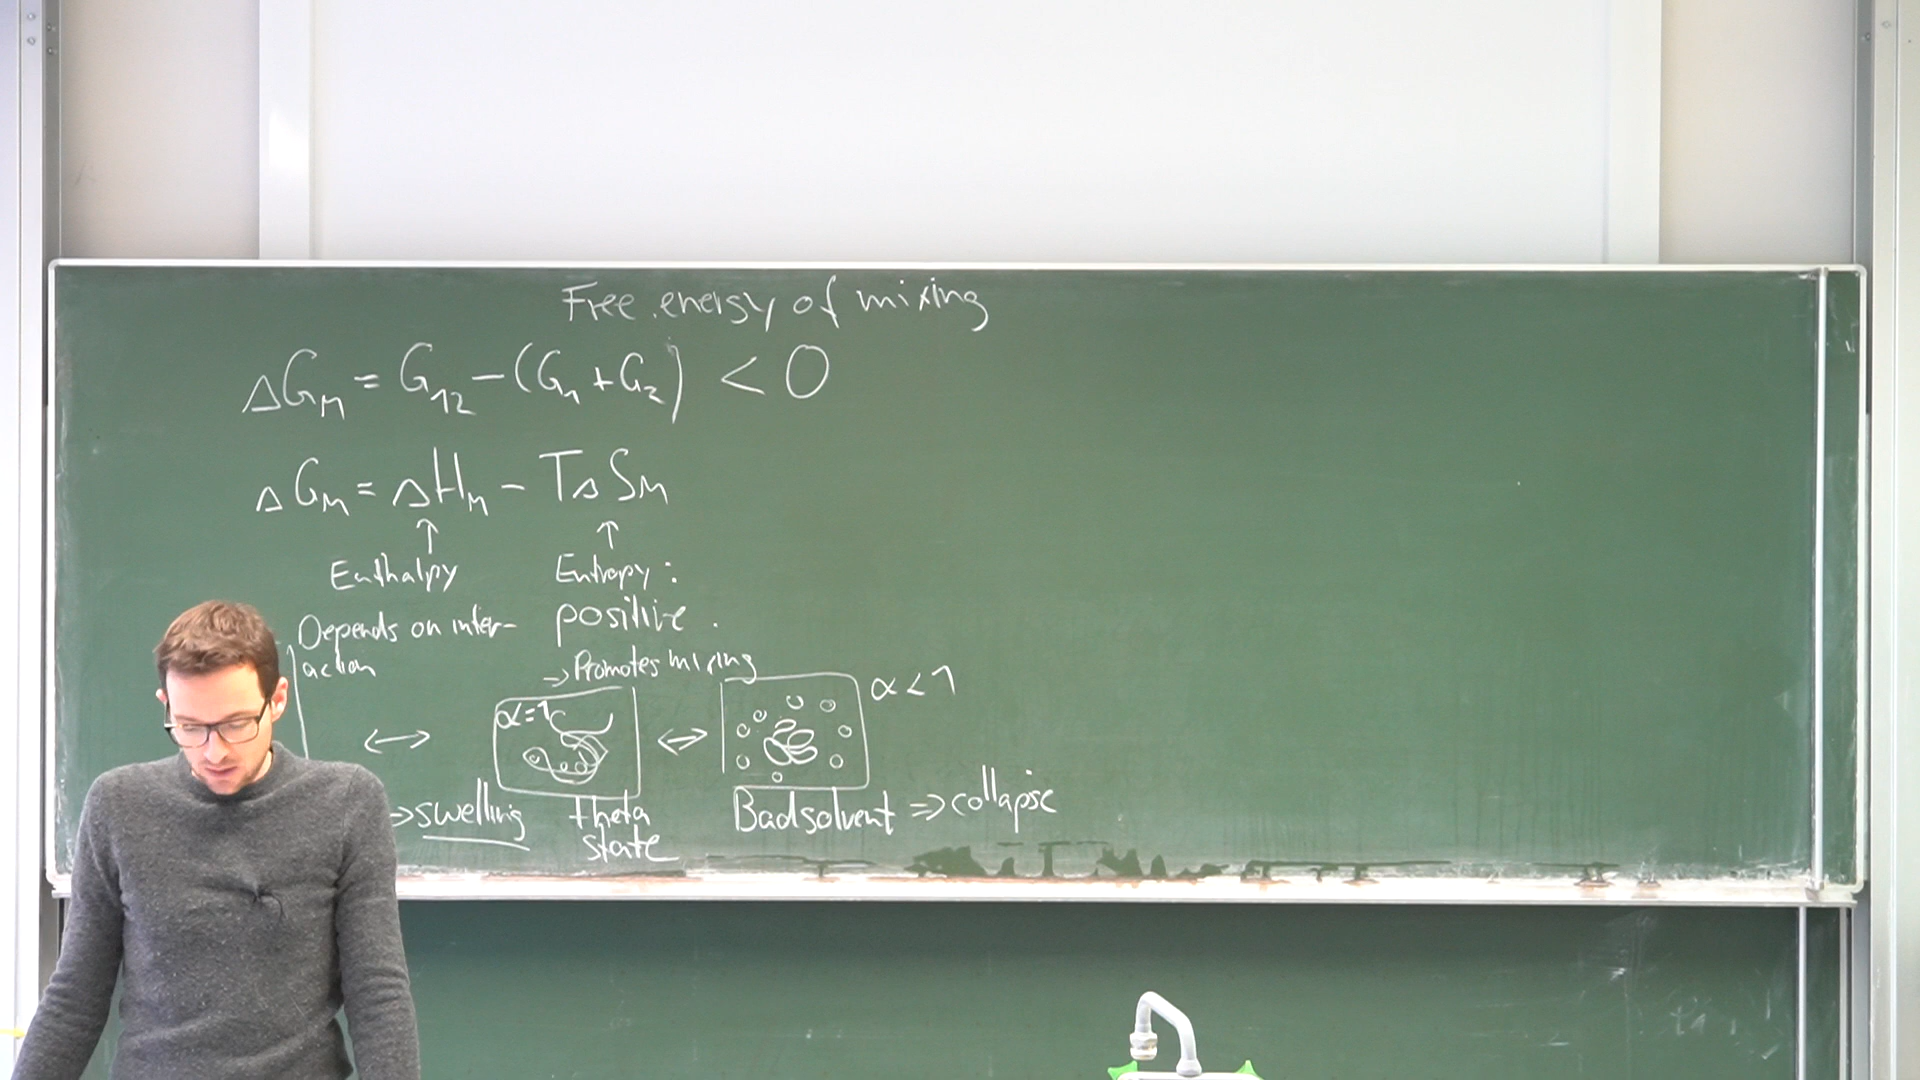 Free energy of mixing
ΔG_M = G_12 - (G_1 + G_2) < 0
ΔG_M = ΔH_M - TΔS_M
↑ ↑
Enthalpy Entropy:
Depends on inter- positive.
action
⇒ Promotes mixing
α=1 α<1
↔ ⇔
⇒ swelling theta Bad solvent ⇒ collapse
state